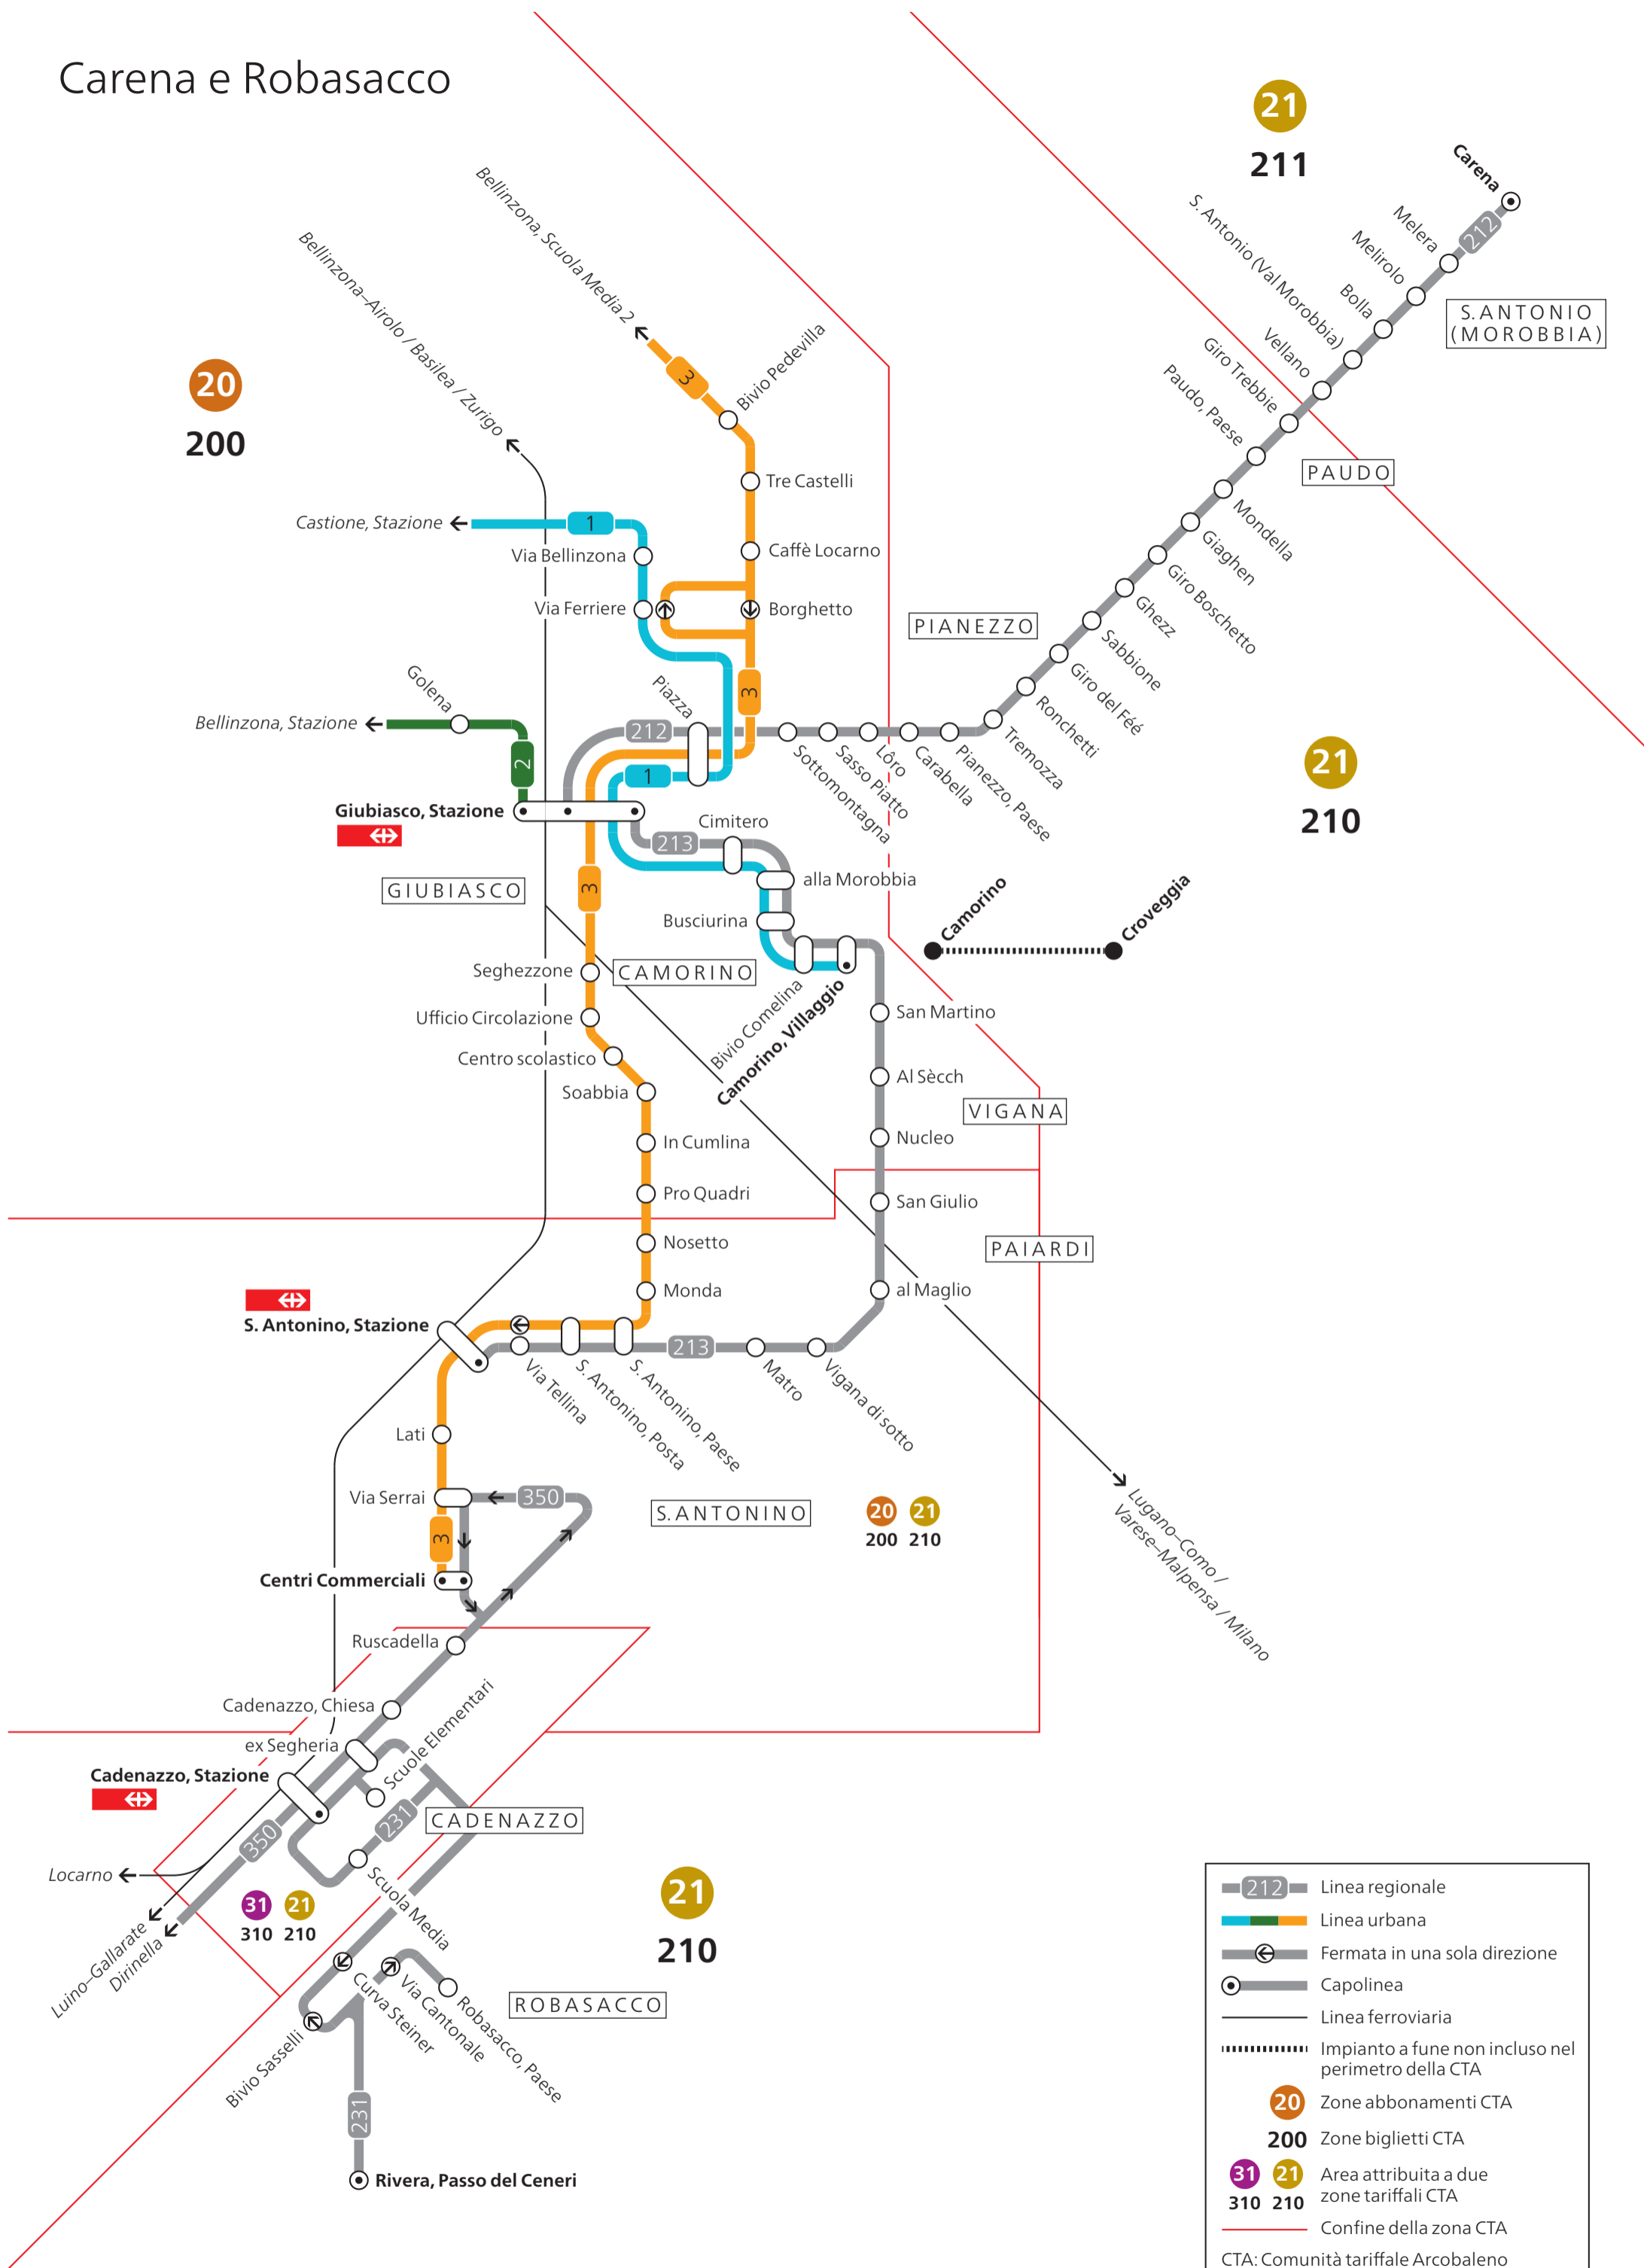 Carena e Robasacco
21
211
Carena
212
Melera
Melirolo
Bolla
S. Antonio (Val Morobbia)
Vellano
Giro Trebbie
Paudo, Paese
S.ANTONIO
(MOROBBIA)
PAUDO
Bellinzona, Scuola Media 2
Bellinzona–Airolo / Basilea / Zurigo
20
200
3
Bivio Pedevilla
Tre Castelli
Castione, Stazione
1
Via Bellinzona
Caffè Locarno
Via Ferriere
Borghetto
Mondella
Giaghen
Giro Boschetto
Ghezz
Sabbione
Giro del Féé
Ronchetti
Tremozza
PIANEZZO
Golena
Bellinzona, Stazione
2
Piazza
3
212
1
Sottomontagna
Sasso Piatto
Lôro
Carabella
Pianezzo, Paese
21
210
Giubiasco, Stazione
Cimitero
213
alla Morobbia
GIUBIASCO
3
Busciurina
Camorino
Croveggia
Seghezzone
CAMORINO
Bivio Comelina
Camorino, Villaggio
Ufficio Circolazione
San Martino
Centro scolastico
Al Sècch
Soabbia
VIGANA
In Cumlina
Nucleo
Pro Quadri
San Giulio
Nosetto
PAIARDI
Monda
al Maglio
S. Antonino, Stazione
213
Via Tellina
S. Antonino, Posta
S. Antonino, Paese
Matro
Vigana di sotto
Lati
Via Serrai
350
S.ANTONINO
20 21
200 210
Lugano–Como /
Varese–Malpensa / Milano
3
Centri Commerciali
Ruscadella
Cadenazzo, Chiesa
ex Segheria
Scuole Elementari
Cadenazzo, Stazione
231
CADENAZZO
350
Locarno
Scuola Media
31 21
310 210
Luino–Gallarate
Dirinella
21
210
Curva Steiner
Via Cantonale
Robasacco, Paese
ROBASACCO
Bivio Sasselli
231
Rivera, Passo del Ceneri
212 Linea regionale
Linea urbana
Fermata in una sola direzione
Capolinea
Linea ferroviaria
Impianto a fune non incluso nel
perimetro della CTA
20 Zone abbonamenti CTA
200 Zone biglietti CTA
31 21 Area attribuita a due
310 210 zone tariffali CTA
Confine della zona CTA
CTA: Comunità tariffale Arcobaleno